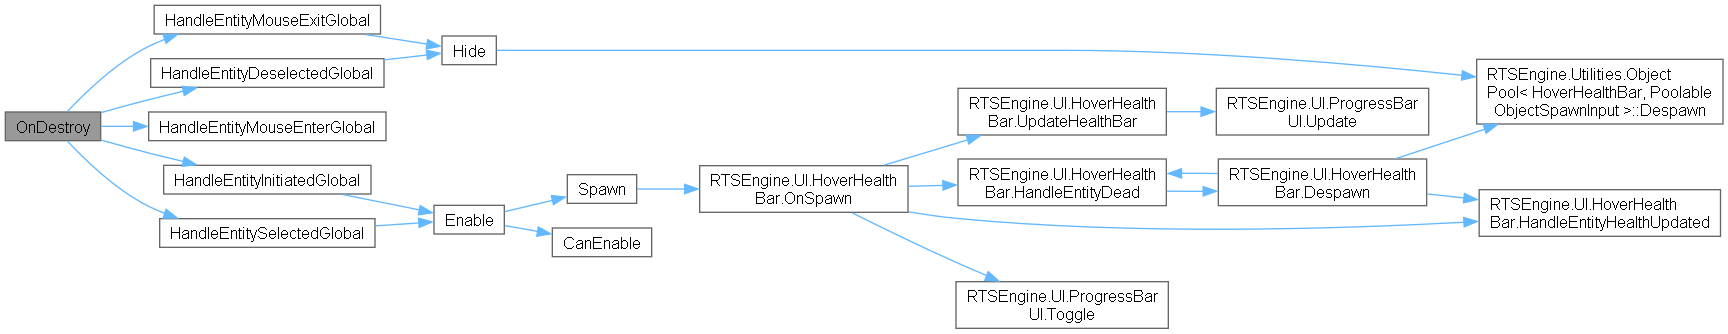 OnDestroy
HandleEntityMouseExitGlobal
HandleEntityDeselectedGlobal
HandleEntityMouseEnterGlobal
HandleEntityInitiatedGlobal
HandleEntitySelectedGlobal
Hide
Enable
Spawn
CanEnable
RTSEngine.UI.HoverHealth
Bar.OnSpawn
RTSEngine.UI.HoverHealth
Bar.UpdateHealthBar
RTSEngine.UI.HoverHealth
Bar.HandleEntityDead
RTSEngine.UI.ProgressBar
UI.Toggle
RTSEngine.UI.ProgressBar
UI.Update
RTSEngine.UI.HoverHealth
Bar.Despawn
RTSEngine.Utilities.Object
Pool< HoverHealthBar, Poolable
ObjectSpawnInput >::Despawn
RTSEngine.UI.HoverHealth
Bar.HandleEntityHealthUpdated